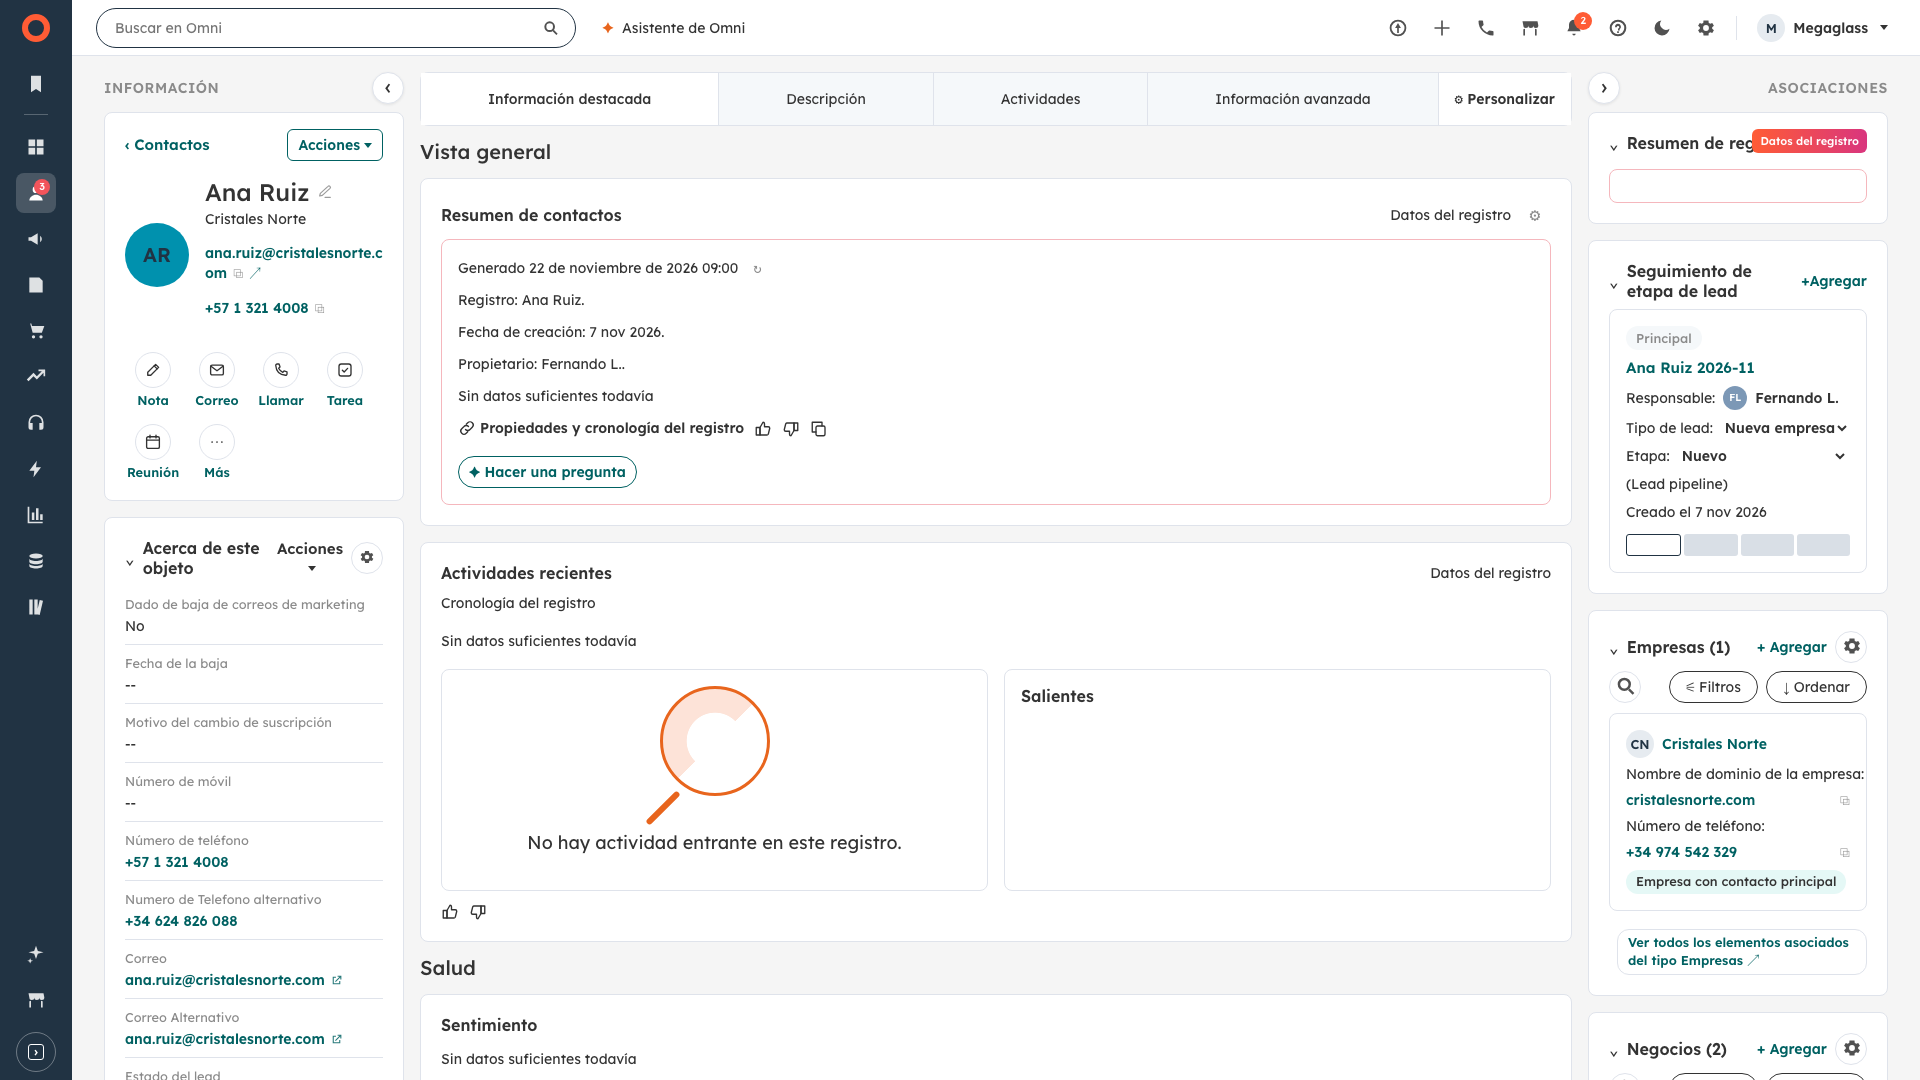 Buscar en Omni
Asistente de Omni
2
M
Megaglass
3
INFORMACIÓN
‹ Contactos
Acciones
Ana Ruiz
Cristales Norte
AR
ana.ruiz@cristalesnorte.c
om
+57 1 321 4008
Nota
Correo
Llamar
Tarea
Reunión
Más
Acerca de este
objeto
Acciones
Dado de baja de correos de marketing
No
Fecha de la baja
--
Motivo del cambio de suscripción
--
Número de móvil
--
Número de teléfono
+57 1 321 4008
Numero de Telefono alternativo
+34 624 826 088
Correo
ana.ruiz@cristalesnorte.com
Correo Alternativo
ana.ruiz@cristalesnorte.com
Estado del lead
Información destacada
Descripción
Actividades
Información avanzada
Personalizar
Vista general
Resumen de contactos
Datos del registro
Generado 22 de noviembre de 2026 09:00
Registro: Ana Ruiz.
Fecha de creación: 7 nov 2026.
Propietario: Fernando L..
Sin datos suficientes todavía
Propiedades y cronología del registro
Hacer una pregunta
Actividades recientes
Datos del registro
Cronología del registro
Sin datos suficientes todavía
No hay actividad entrante en este registro.
Salientes
Salud
Sentimiento
Sin datos suficientes todavía
ASOCIACIONES
Resumen de reg
Datos del registro
Seguimiento de
etapa de lead
+Agregar
Principal
Ana Ruiz 2026-11
Responsable: FL Fernando L.
Tipo de lead: Nueva empresa
Etapa: Nuevo
(Lead pipeline)
Creado el 7 nov 2026
Empresas (1)
+ Agregar
Filtros
↓ Ordenar
CN Cristales Norte
Nombre de dominio de la empresa:
cristalesnorte.com
Número de teléfono:
+34 974 542 329
Empresa con contacto principal
Ver todos los elementos asociados
del tipo Empresas
Negocios (2)
+ Agregar